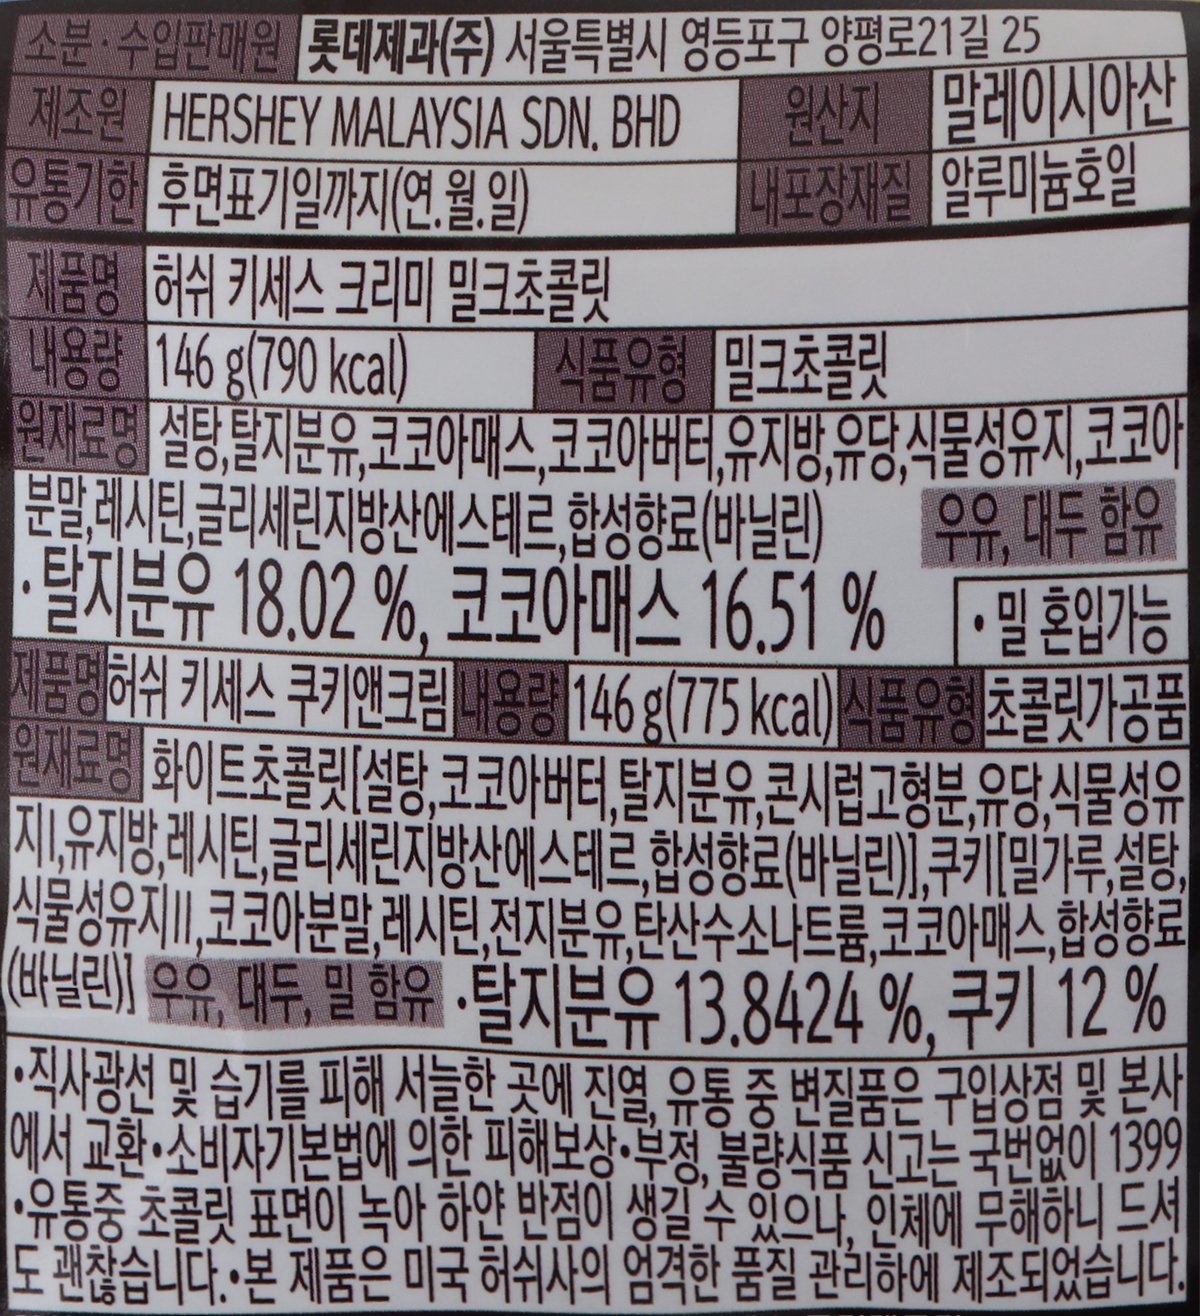 소분·수입판매원 롯데제과(주) 서울특별시 영등포구 양평로21길 25
제조원 HERSHEY MALAYSIA SDN. BHD 원산지 말레이시아산
유통기한 후면표기일까지(연.월.일) 내포장재질 알루미늄호일
제품명 허쉬 키세스 크리미 밀크초콜릿
내용량 146 g(790 kcal) 식품유형 밀크초콜릿
원재료명 설탕,탈지분유,코코아매스,코코아버터,유지방,유당,식물성유지,코코아
분말,레시틴,글리세린지방산에스테르,합성향료(바닐린) 우유, 대두 함유
·탈지분유 18.02 %, 코코아매스 16.51 % ·밀 혼입가능
제품명 허쉬 키세스 쿠키앤크림 내용량 146 g(775 kcal) 식품유형 초콜릿가공품
원재료명 화이트초콜릿[설탕,코코아버터,탈지분유,콘시럽고형분,유당,식물성유
지I,유지방,레시틴,글리세린지방산에스테르,합성향료(바닐린)],쿠키[밀가루,설탕,
식물성유지II,코코아분말,레시틴,전지분유,탄산수소나트륨,코코아매스,합성향료
(바닐린)] 우유, 대두, 밀 함유 ·탈지분유 13.8424 %, 쿠키 12 %
·직사광선 및 습기를 피해 서늘한 곳에 진열, 유통 중 변질품은 구입상점 및 본사
에서 교환·소비자기본법에 의한 피해보상·부정, 불량식품 신고는 국번없이 1399
·유통중 초콜릿 표면이 녹아 하얀 반점이 생길 수 있으나, 인체에 무해하니 드셔
도 괜찮습니다.·본 제품은 미국 허쉬사의 엄격한 품질 관리하에 제조되었습니다.